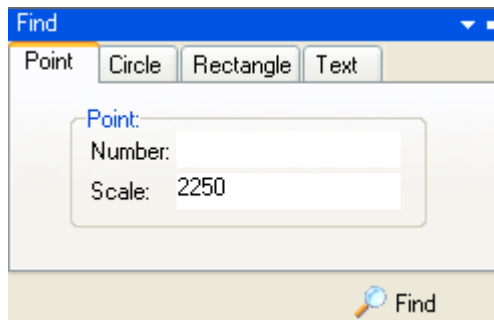 Find
Point Circle Rectangle Text
Point:
Number:
Scale: 2250
Find